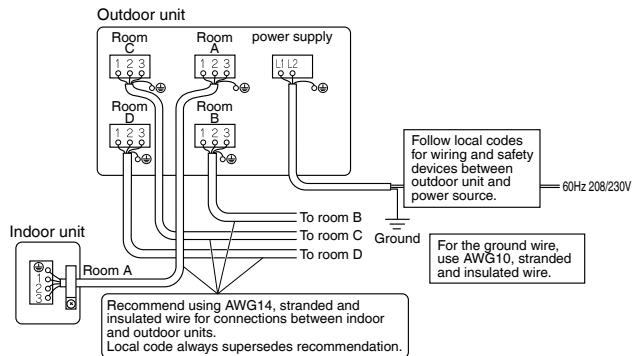 Outdoor unit
Room
C
Room
A
power supply
1 2 3
1 2 3
L1 L2
Room
D
Room
B
1 2 3
1 2 3
Follow local codes
for wiring and safety
devices between
outdoor unit and
power source.
60Hz 208/230V
To room B
To room C
To room D
Ground
For the ground wire,
use AWG10, stranded
and insulated wire.
Indoor unit
1
2
3
Room A
Recommend using AWG14, stranded and
insulated wire for connections between indoor
and outdoor units.
Local code always supersedes recommendation.